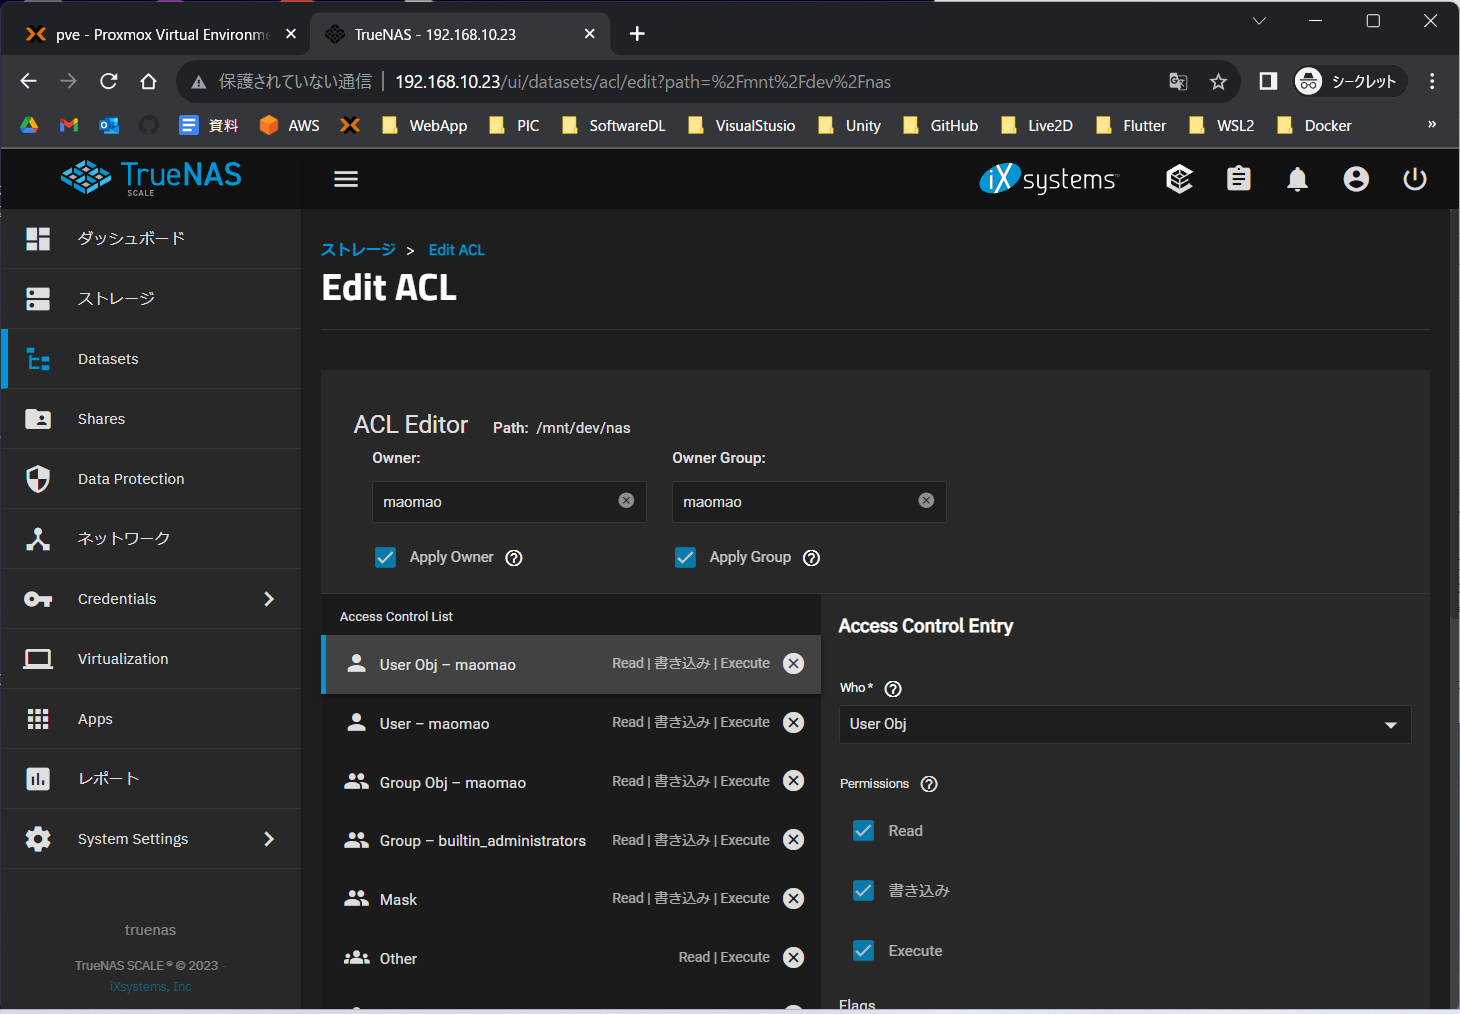 pve - Proxmox Virtual Environm
TrueNAS - 192.168.10.23
保護されていない通信
192.168.10.23/ui/datasets/acl/edit?path=%2Fmnt%2Fdev%2Fnas
シークレット
資料
AWS
WebApp
PIC
SoftwareDL
VisualStusio
Unity
GitHub
Live2D
Flutter
WSL2
Docker
»
TrueNAS
SCALE
iXsystems™
ダッシュボード
ストレージ
Datasets
Shares
Data Protection
ネットワーク
Credentials
Virtualization
Apps
レポート
System Settings
truenas
TrueNAS SCALE ® © 2023 -
iXsystems, Inc
ストレージ > Edit ACL
Edit ACL
ACL Editor Path: /mnt/dev/nas
Owner: Owner Group:
maomao maomao
Apply Owner Apply Group
Access Control List
User Obj – maomao Read | 書き込み | Execute
User – maomao Read | 書き込み | Execute
Group Obj – maomao Read | 書き込み | Execute
Group – builtin_administrators Read | 書き込み | Execute
Mask Read | 書き込み | Execute
Other Read | Execute
Access Control Entry
Who *
User Obj
Permissions
Read
書き込み
Execute
Flags